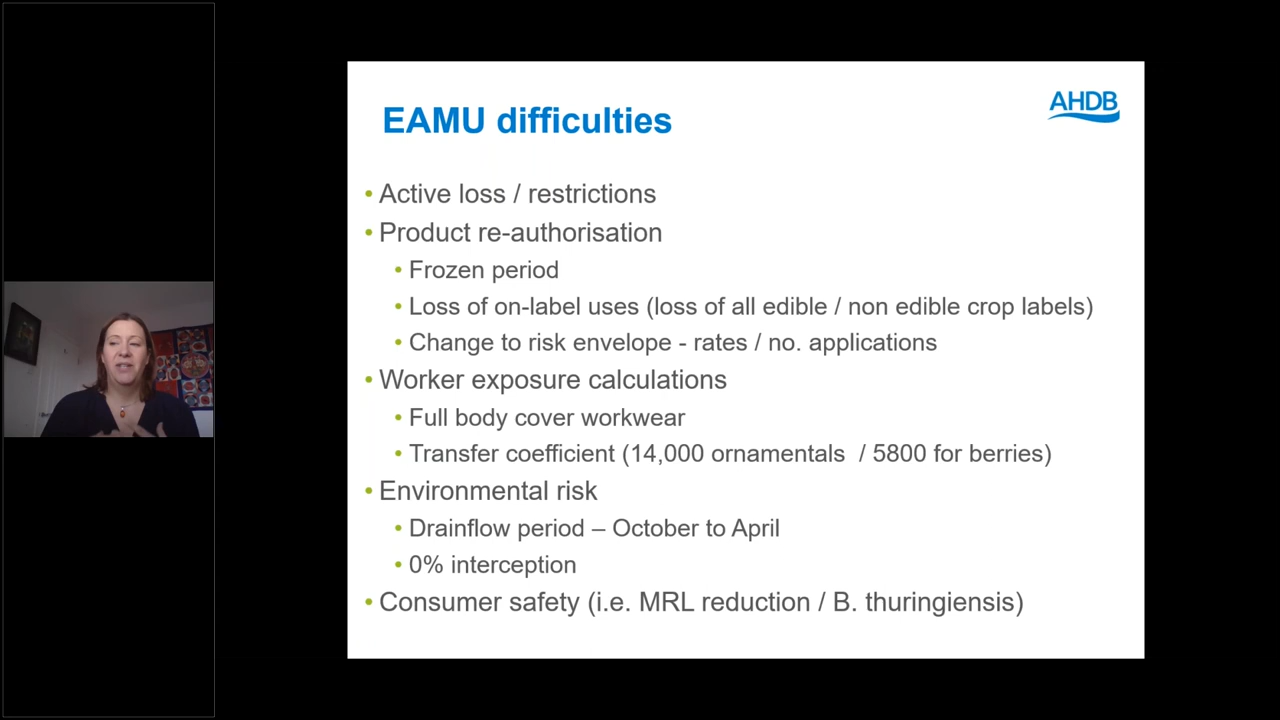 AHDB
EAMU difficulties
• Active loss / restrictions
• Product re-authorisation
• Frozen period
• Loss of on-label uses (loss of all edible / non edible crop labels)
• Change to risk envelope - rates / no. applications
• Worker exposure calculations
• Full body cover workwear
• Transfer coefficient (14,000 ornamentals / 5800 for berries)
• Environmental risk
• Drainflow period – October to April
• 0% interception
• Consumer safety (i.e. MRL reduction / B. thuringiensis)